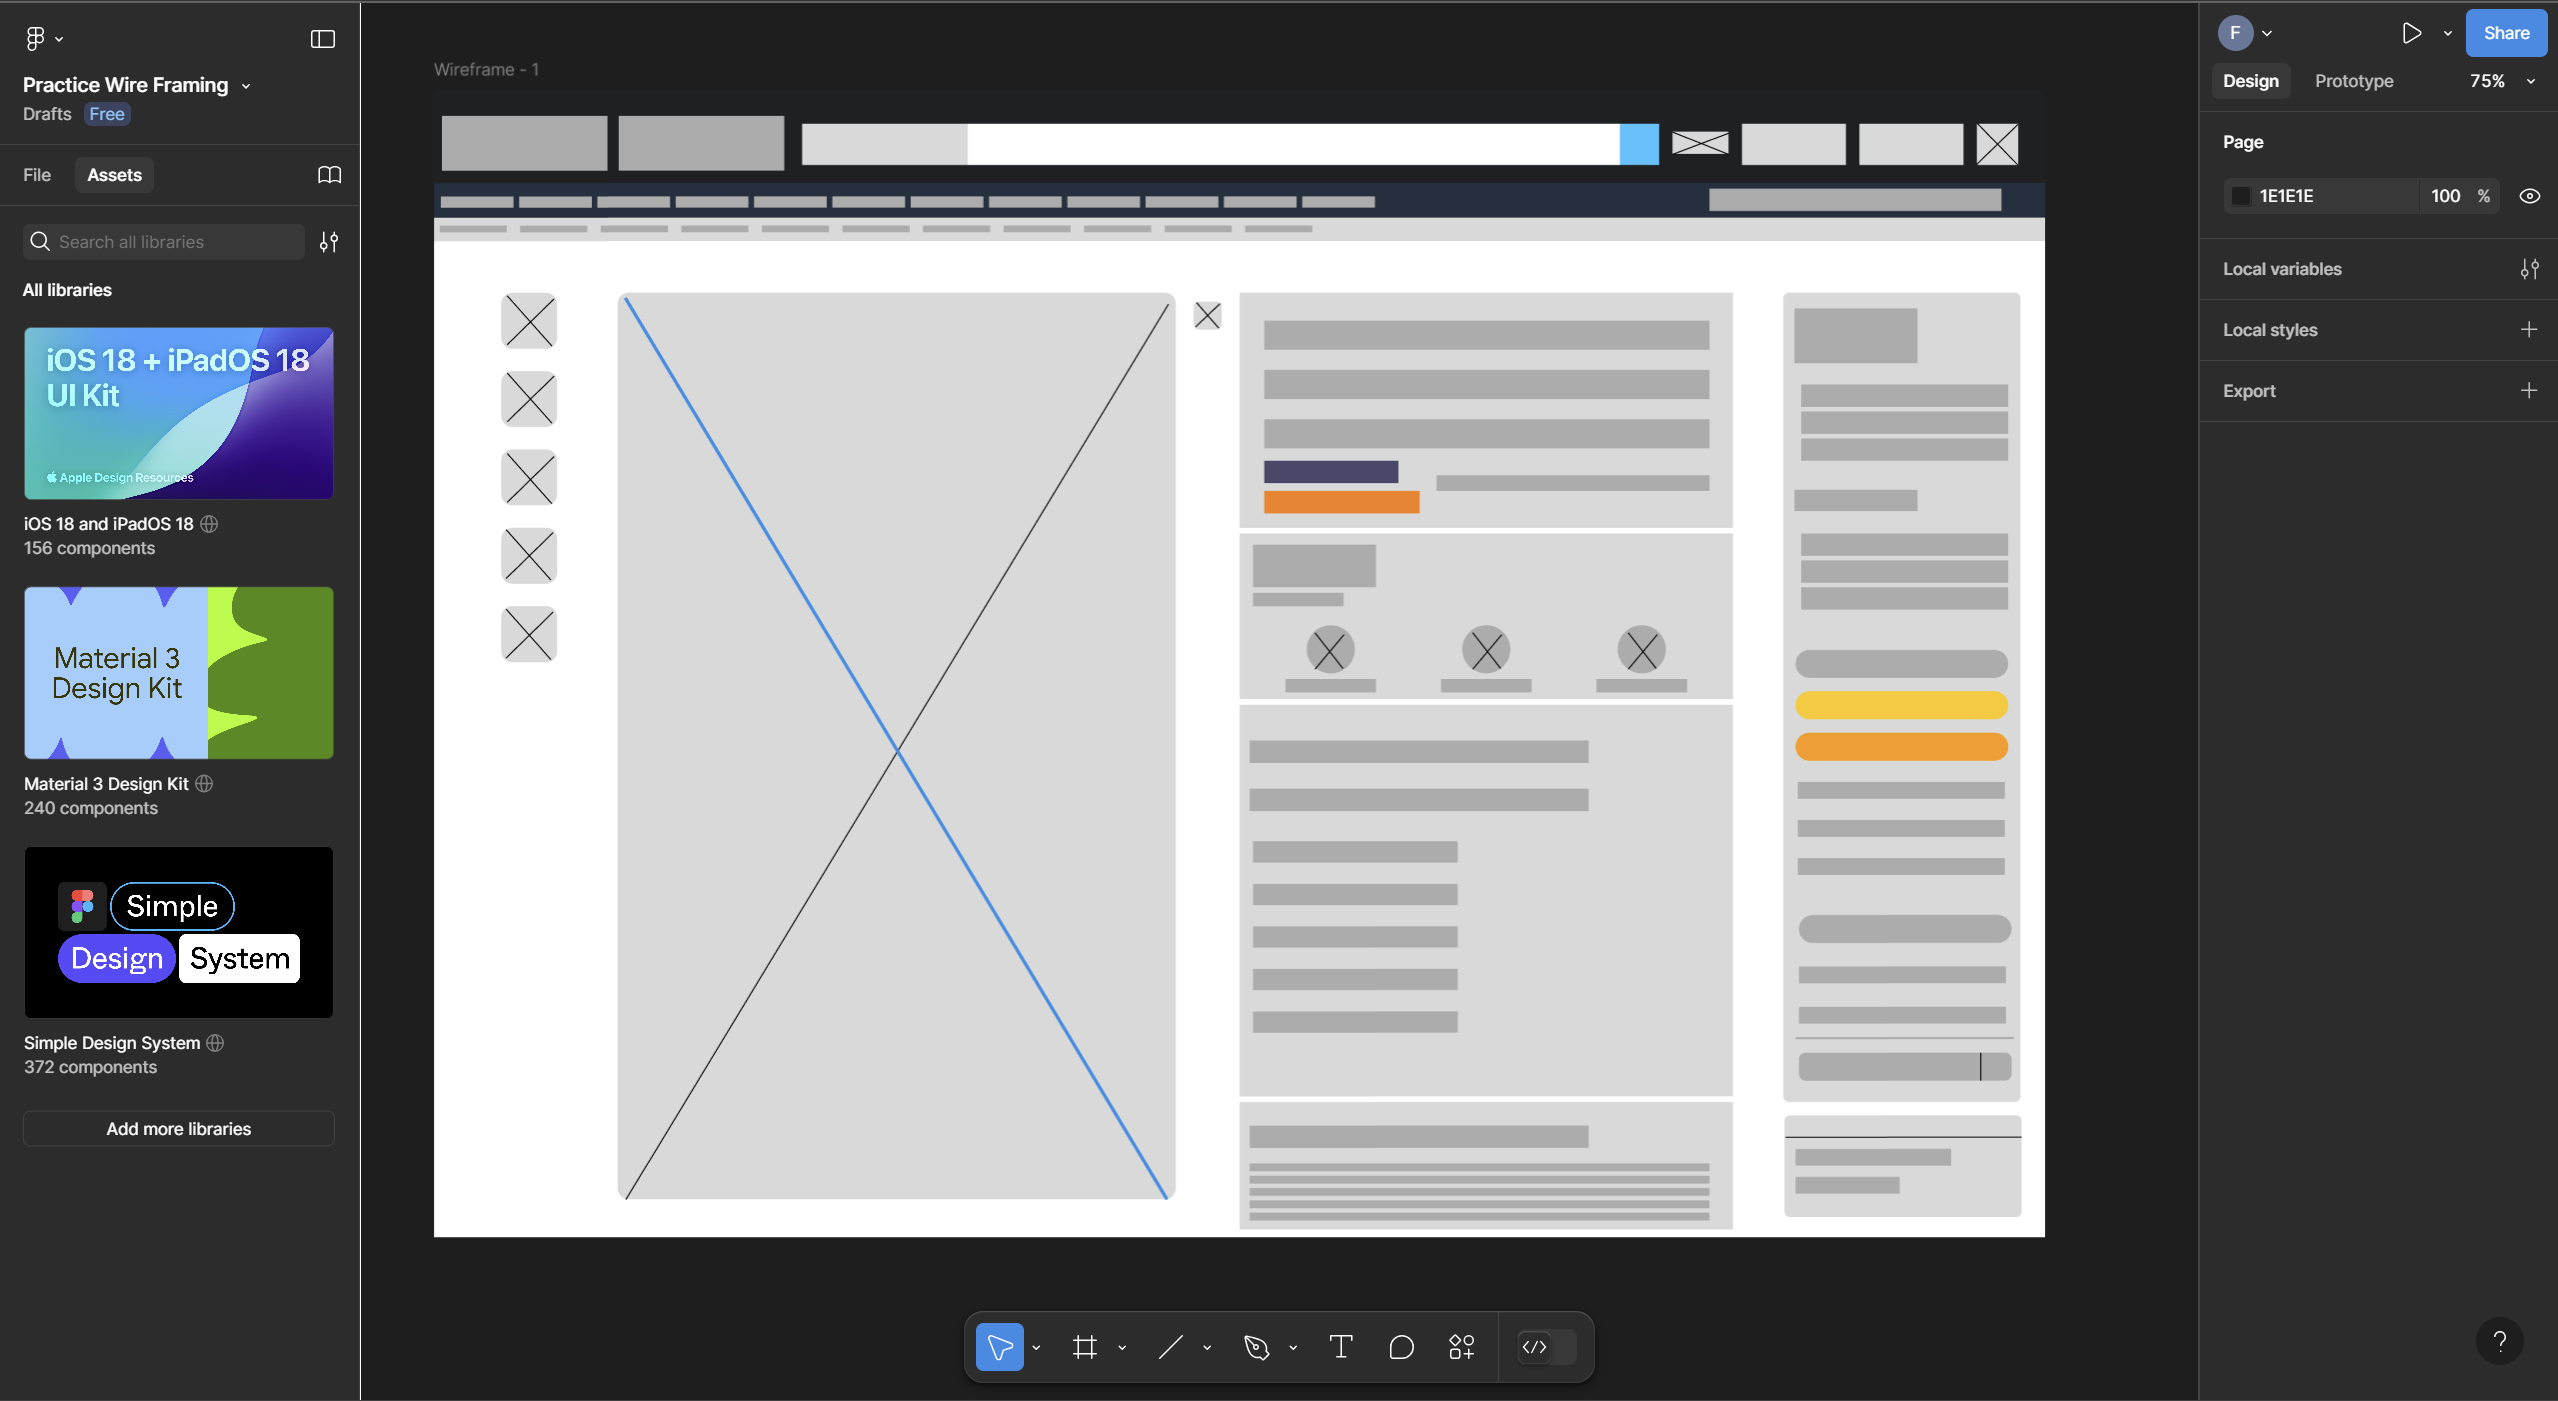 Practice Wire Framing
Drafts Free
File Assets
Search all libraries
All libraries
iOS 18 + iPadOS 18
UI Kit
Apple Design Resources
iOS 18 and iPadOS 18
156 components
Material 3
Design Kit
Material 3 Design Kit
240 components
Simple
Design System
Simple Design System
372 components
Add more libraries
Wireframe - 1
F
Share
Design Prototype 75%
Page
1E1E1E 100 %
Local variables
Local styles
Export
?